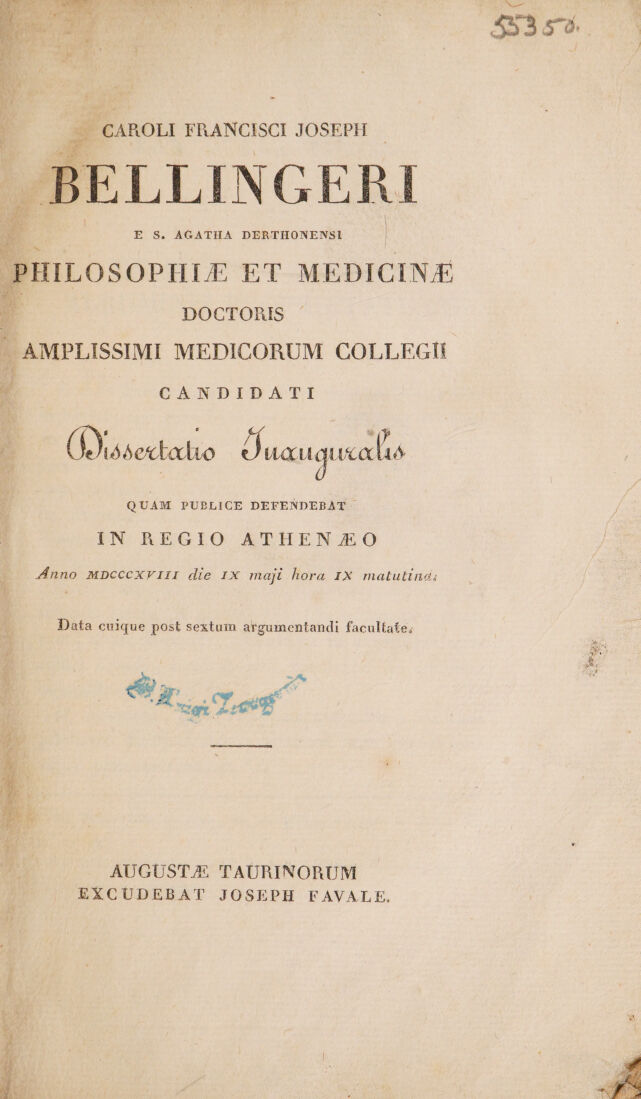 55350.
CAROLI FRANCISCI JOSEPH
BELLINGERI
E S. AGATHA DERTHONENSI
PHILOSOPHIÆ ET MEDICINÆ
DOCTORIS
AMPLISSIMI MEDICORUM COLLEGII
CANDIDATI
Dissertatio Inauguralis
QUAM PUBLICE DEFENDEBAT
IN REGIO ATHENÆO
Anno MDCCCXVIII die IX maji hora IX matutina.
Data cuique post sextum argumentandi facultate.
AUGUSTÆ TAURINORUM
EXCUDEBAT JOSEPH FAVALE.